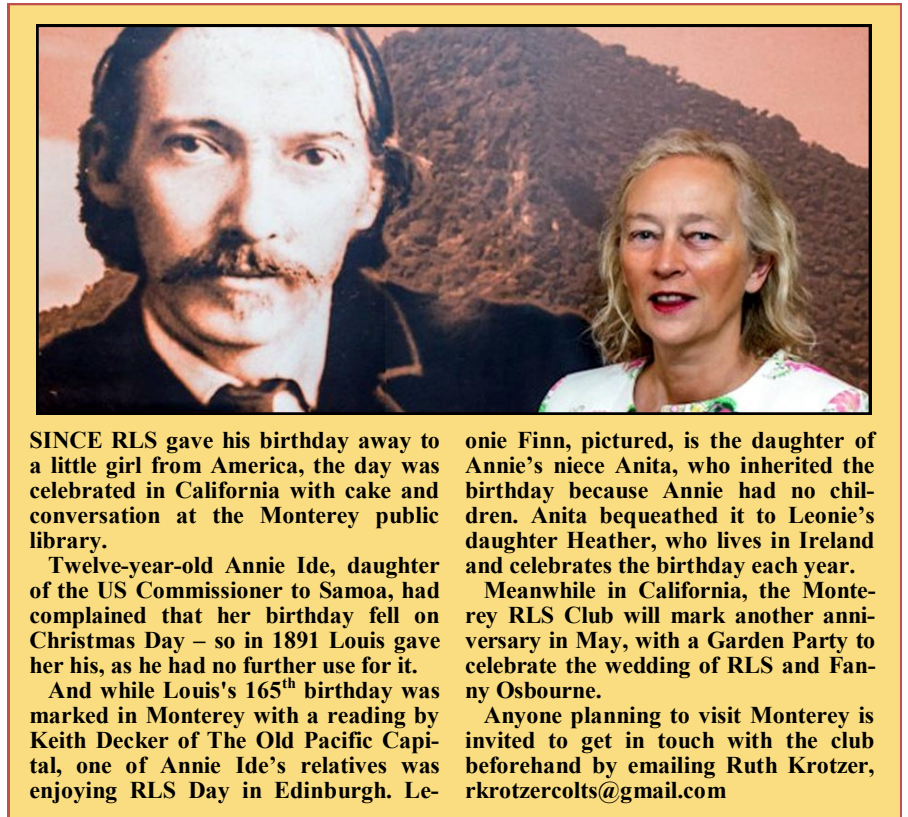 SINCE RLS gave his birthday away to
a little girl from America, the day was
celebrated in California with cake and
conversation at the Monterey public
library.
Twelve-year-old Annie Ide, daughter
of the US Commissioner to Samoa, had
complained that her birthday fell on
Christmas Day – so in 1891 Louis gave
her his, as he had no further use for it.
And while Louis's 165th birthday was
marked in Monterey with a reading by
Keith Decker of The Old Pacific Capi-
tal, one of Annie Ide’s relatives was
enjoying RLS Day in Edinburgh. Le-
onie Finn, pictured, is the daughter of
Annie’s niece Anita, who inherited the
birthday because Annie had no chil-
dren. Anita bequeathed it to Leonie’s
daughter Heather, who lives in Ireland
and celebrates the birthday each year.
Meanwhile in California, the Monte-
rey RLS Club will mark another anni-
versary in May, with a Garden Party to
celebrate the wedding of RLS and Fan-
ny Osbourne.
Anyone planning to visit Monterey is
invited to get in touch with the club
beforehand by emailing Ruth Krotzer,
rkrotzercolts@gmail.com